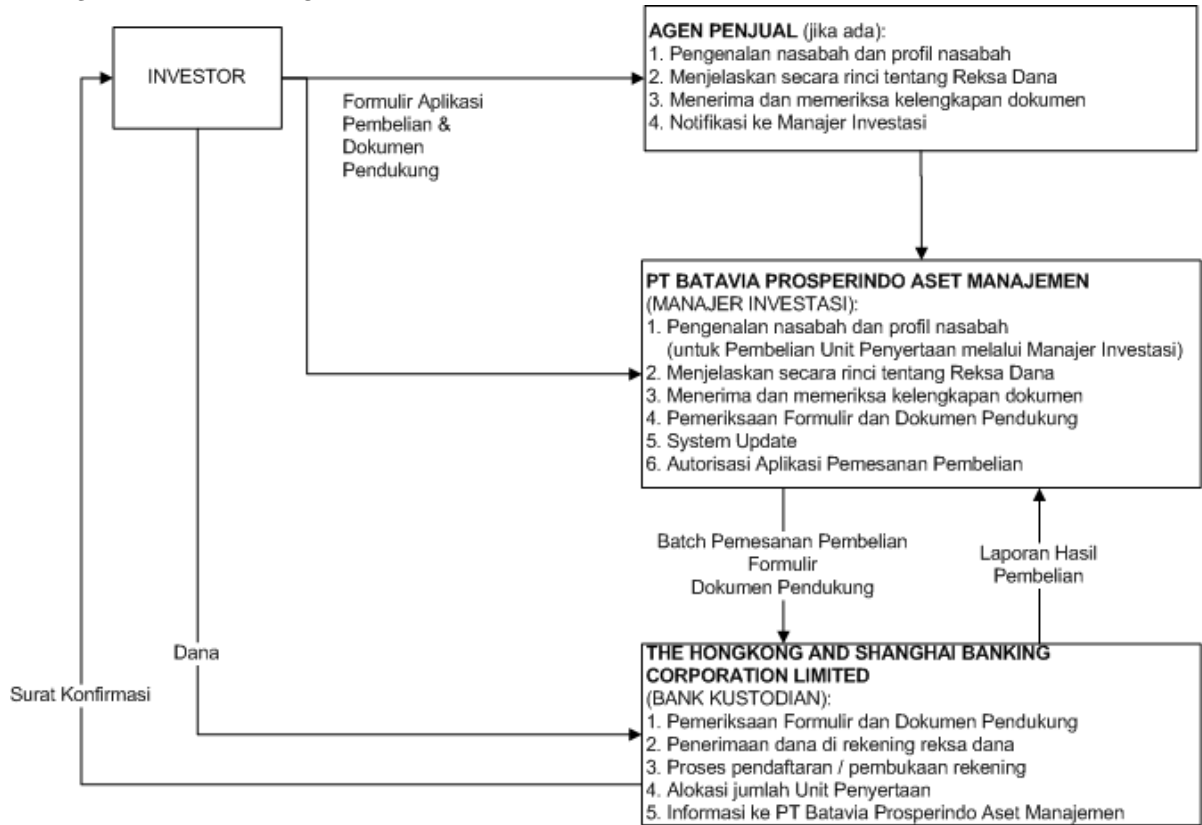 INVESTOR
Formulir Aplikasi
Pembelian &
Dokumen
Pendukung
AGEN PENJUAL (jika ada):
1. Pengenalan nasabah dan profil nasabah
2. Menjelaskan secara rinci tentang Reksa Dana
3. Menerima dan memeriksa kelengkapan dokumen
4. Notifikasi ke Manajer Investasi
PT BATAVIA PROSPERINDO ASET MANAJEMEN
(MANAJER INVESTASI):
1. Pengenalan nasabah dan profil nasabah
(untuk Pembelian Unit Penyertaan melalui Manajer Investasi)
2. Menjelaskan secara rinci tentang Reksa Dana
3. Menerima dan memeriksa kelengkapan dokumen
4. Pemeriksaan Formulir dan Dokumen Pendukung
5. System Update
6. Autorisasi Aplikasi Pemesanan Pembelian
Batch Pemesanan Pembelian
Formulir
Dokumen Pendukung
Laporan Hasil
Pembelian
Dana
Surat Konfirmasi
THE HONGKONG AND SHANGHAI BANKING
CORPORATION LIMITED
(BANK KUSTODIAN):
1. Pemeriksaan Formulir dan Dokumen Pendukung
2. Penerimaan dana di rekening reksa dana
3. Proses pendaftaran / pembukaan rekening
4. Alokasi jumlah Unit Penyertaan
5. Informasi ke PT Batavia Prosperindo Aset Manajemen